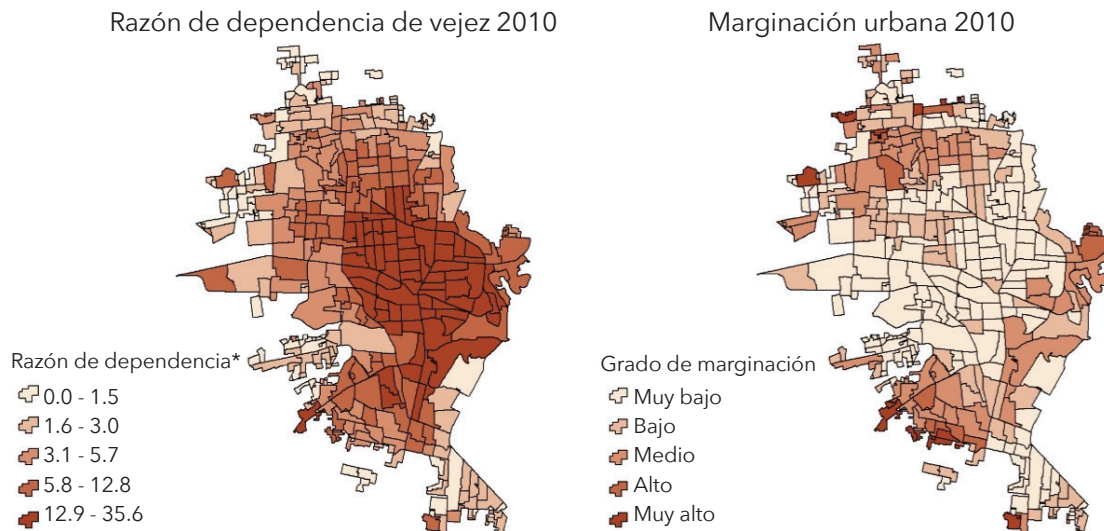 Razón de dependencia de vejez 2010
Marginación urbana 2010
Razón de dependencia*
0.0 - 1.5
1.6 - 3.0
3.1 - 5.7
5.8 - 12.8
12.9 - 35.6
Grado de marginación
Muy bajo
Bajo
Medio
Alto
Muy alto